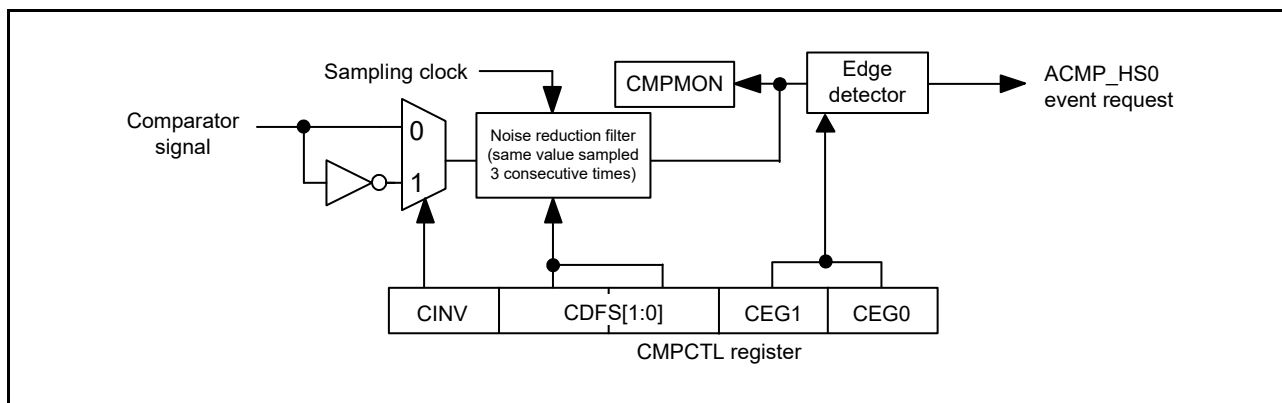 Sampling clock
CMPMON
Edge
detector
ACMP_HS0
event request
Comparator
signal
0
1
Noise reduction filter
(same value sampled
3 consecutive times)
CINV
CDFS[1:0]
CEG1
CEG0
CMPCTL register